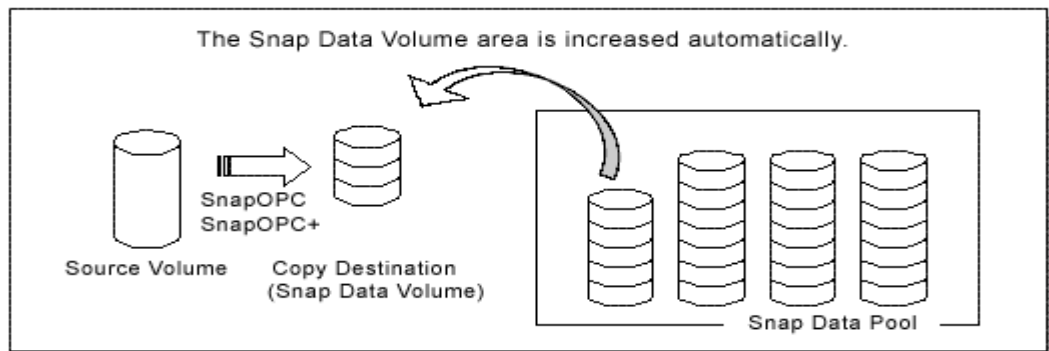 The Snap Data Volume area is increased automatically.
SnapOPC
SnapOPC+
Source Volume
Copy Destination
(Snap Data Volume)
Snap Data Pool